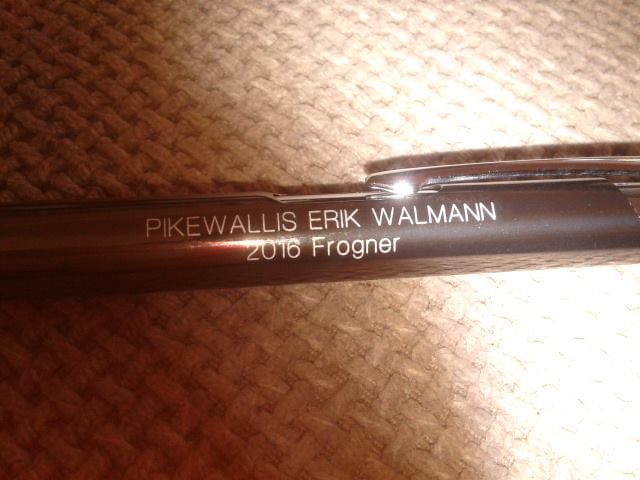 PIKEWALLIS ERIK WALMANN
2016 Frogner